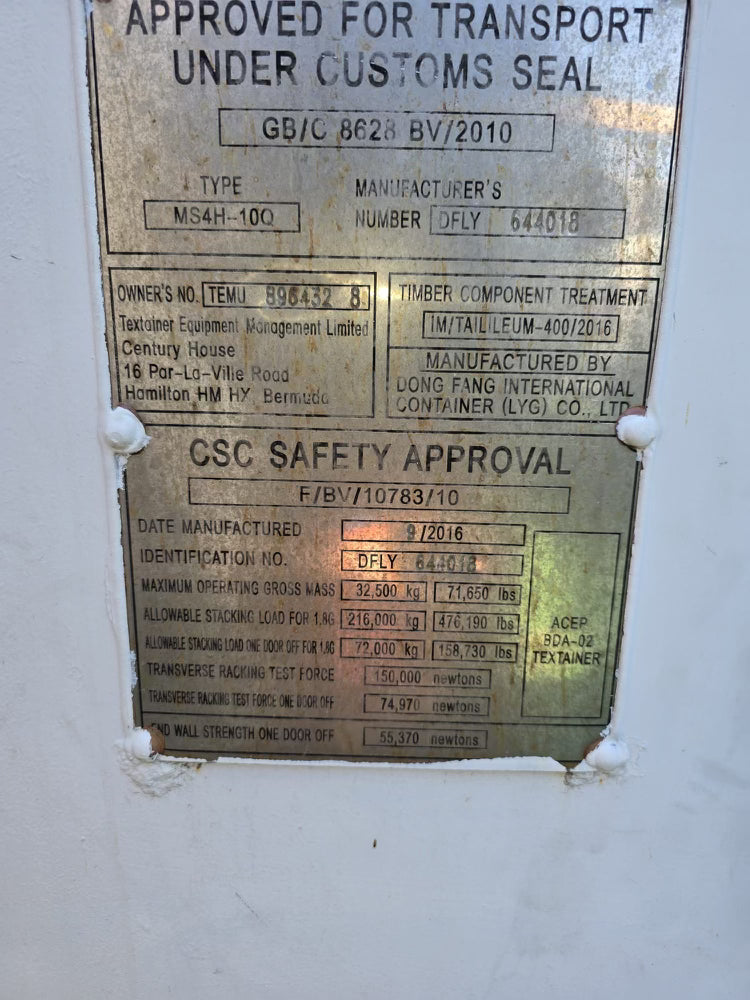 APPROVED FOR TRANSPORT
UNDER CUSTOMS SEAL
GB/C 8628 BV/2010
TYPE
MS4H-10Q
MANUFACTURER'S
NUMBER DFLY 644018
OWNER'S NO. TEMU 896432 8
Textainer Equipment Management Limited
Century House
16 Par-La-Ville Road
Hamilton HM HX Bermuda
TIMBER COMPONENT TREATMENT
IM/TAILILEUM-400/2016
MANUFACTURED BY
DONG FANG INTERNATIONAL
CONTAINER (LYG) CO., LTD
CSC SAFETY APPROVAL
F/BV/10783/10
DATE MANUFACTURED 9/2016
IDENTIFICATION NO. DFLY 644018
MAXIMUM OPERATING GROSS MASS 32,500 kg 71,650 lbs
ALLOWABLE STACKING LOAD FOR 1.8G 216,000 kg 476,190 lbs
ALLOWABLE STACKING LOAD ONE DOOR OFF FOR 1.8G 72,000 kg 158,730 lbs
TRANSVERSE RACKING TEST FORCE 150,000 newtons
TRANSVERSE RACKING TEST FORCE ONE DOOR OFF 74,970 newtons
END WALL STRENGTH ONE DOOR OFF 55,370 newtons
ACEP
BDA-02
TEXTAINER